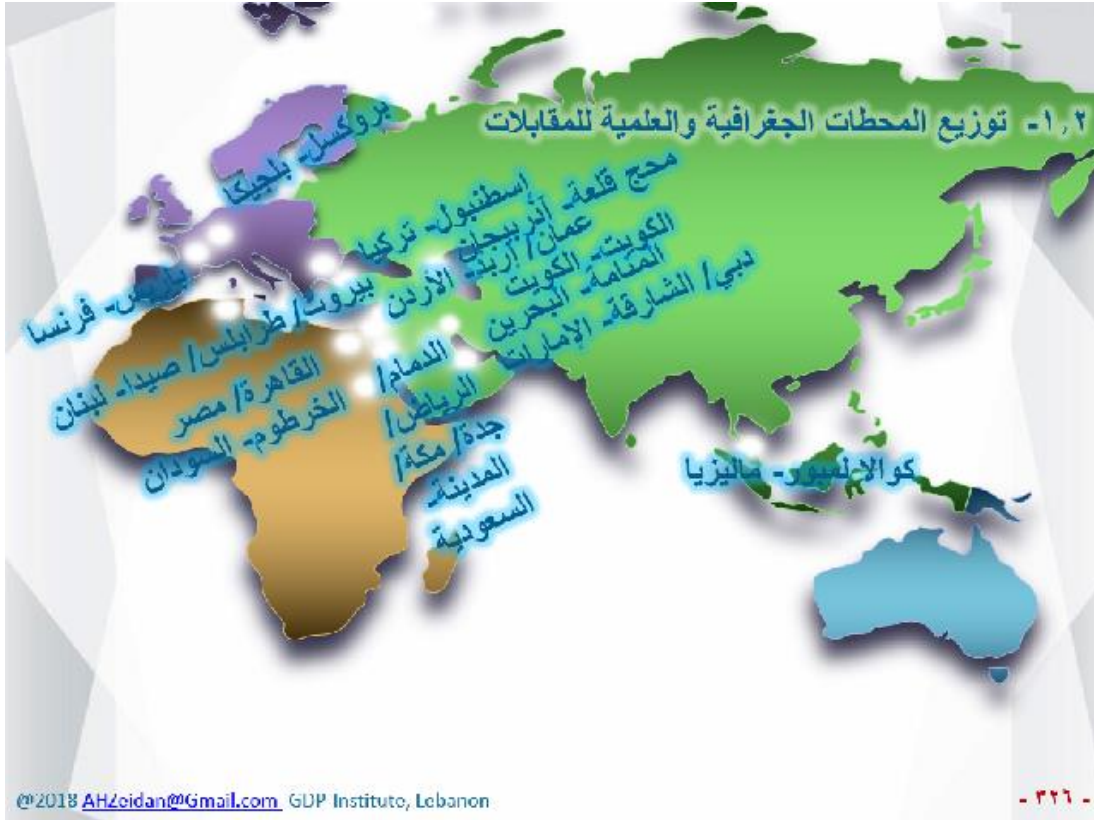 ١,٢- توزيع المحطات الجغرافية والعلمية للمقابلات
بروكسل- بلجيكا
باريس- فرنسا
إسطنبول- تركيا
محج قلعة- أذربيجان
عمان/ إربد- الأردن
الكويت- الكويت
المنامة- البحرين
دبي/ الشارقة- الإمارات
بيروت/ طرابلس/ صيدا- لبنان
القاهرة/ مصر
الخرطوم- السودان
الدمام/
الرياض/
جدة/ مكة/
المدينة-
السعودية
كوالا لمبور- ماليزيا
@2018 AHZeidan@Gmail.com GDP Institute, Lebanon
- ٣٢٦ -